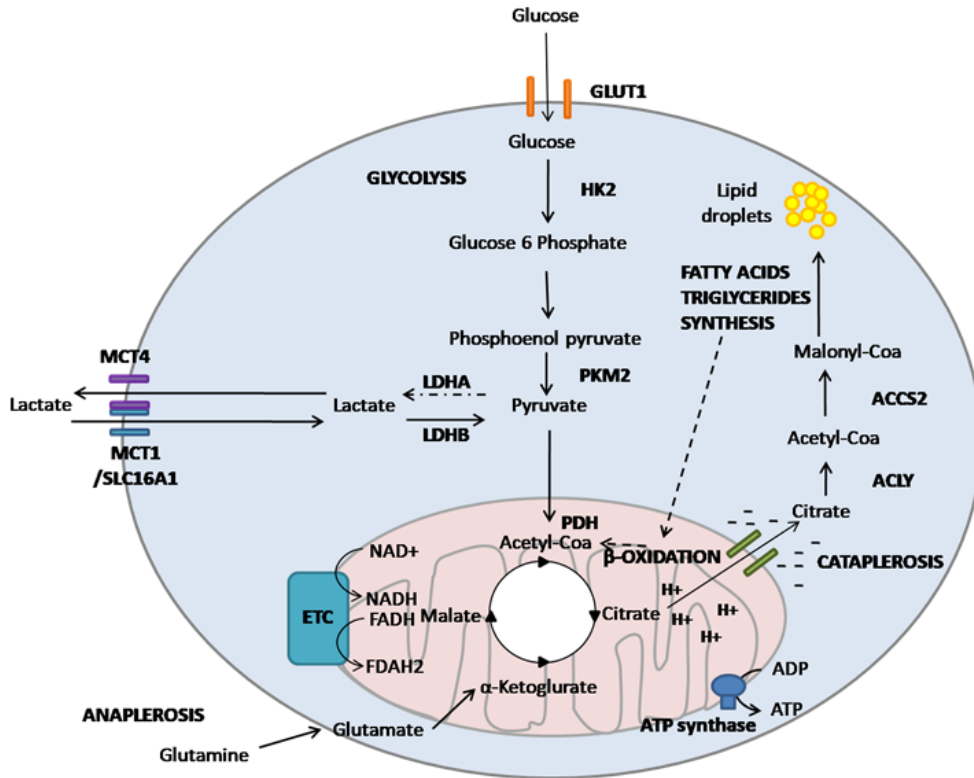 Glucose
GLUT1
Glucose
GLYCOLYSIS
HK2
Lipid
droplets
Glucose 6 Phosphate
FATTY ACIDS
TRIGLYCERIDES
SYNTHESIS
Phosphoenol pyruvate
Malonyl-Coa
MCT4
PKM2
LDHA
ACCS2
Lactate
Lactate
Pyruvate
LDHB
Acetyl-Coa
MCT1
/SLC16A1
ACLY
Citrate
PDH
Acetyl-Coa
β-OXIDATION
CATAPLEROSIS
NAD+
NADH
ETC
FADH
Malate
Citrate
H+
H+
H+
H+
FDAH2
α-Ketoglurate
ADP
ATP
ATP synthase
ANAPLEROSIS
Glutamate
Glutamine